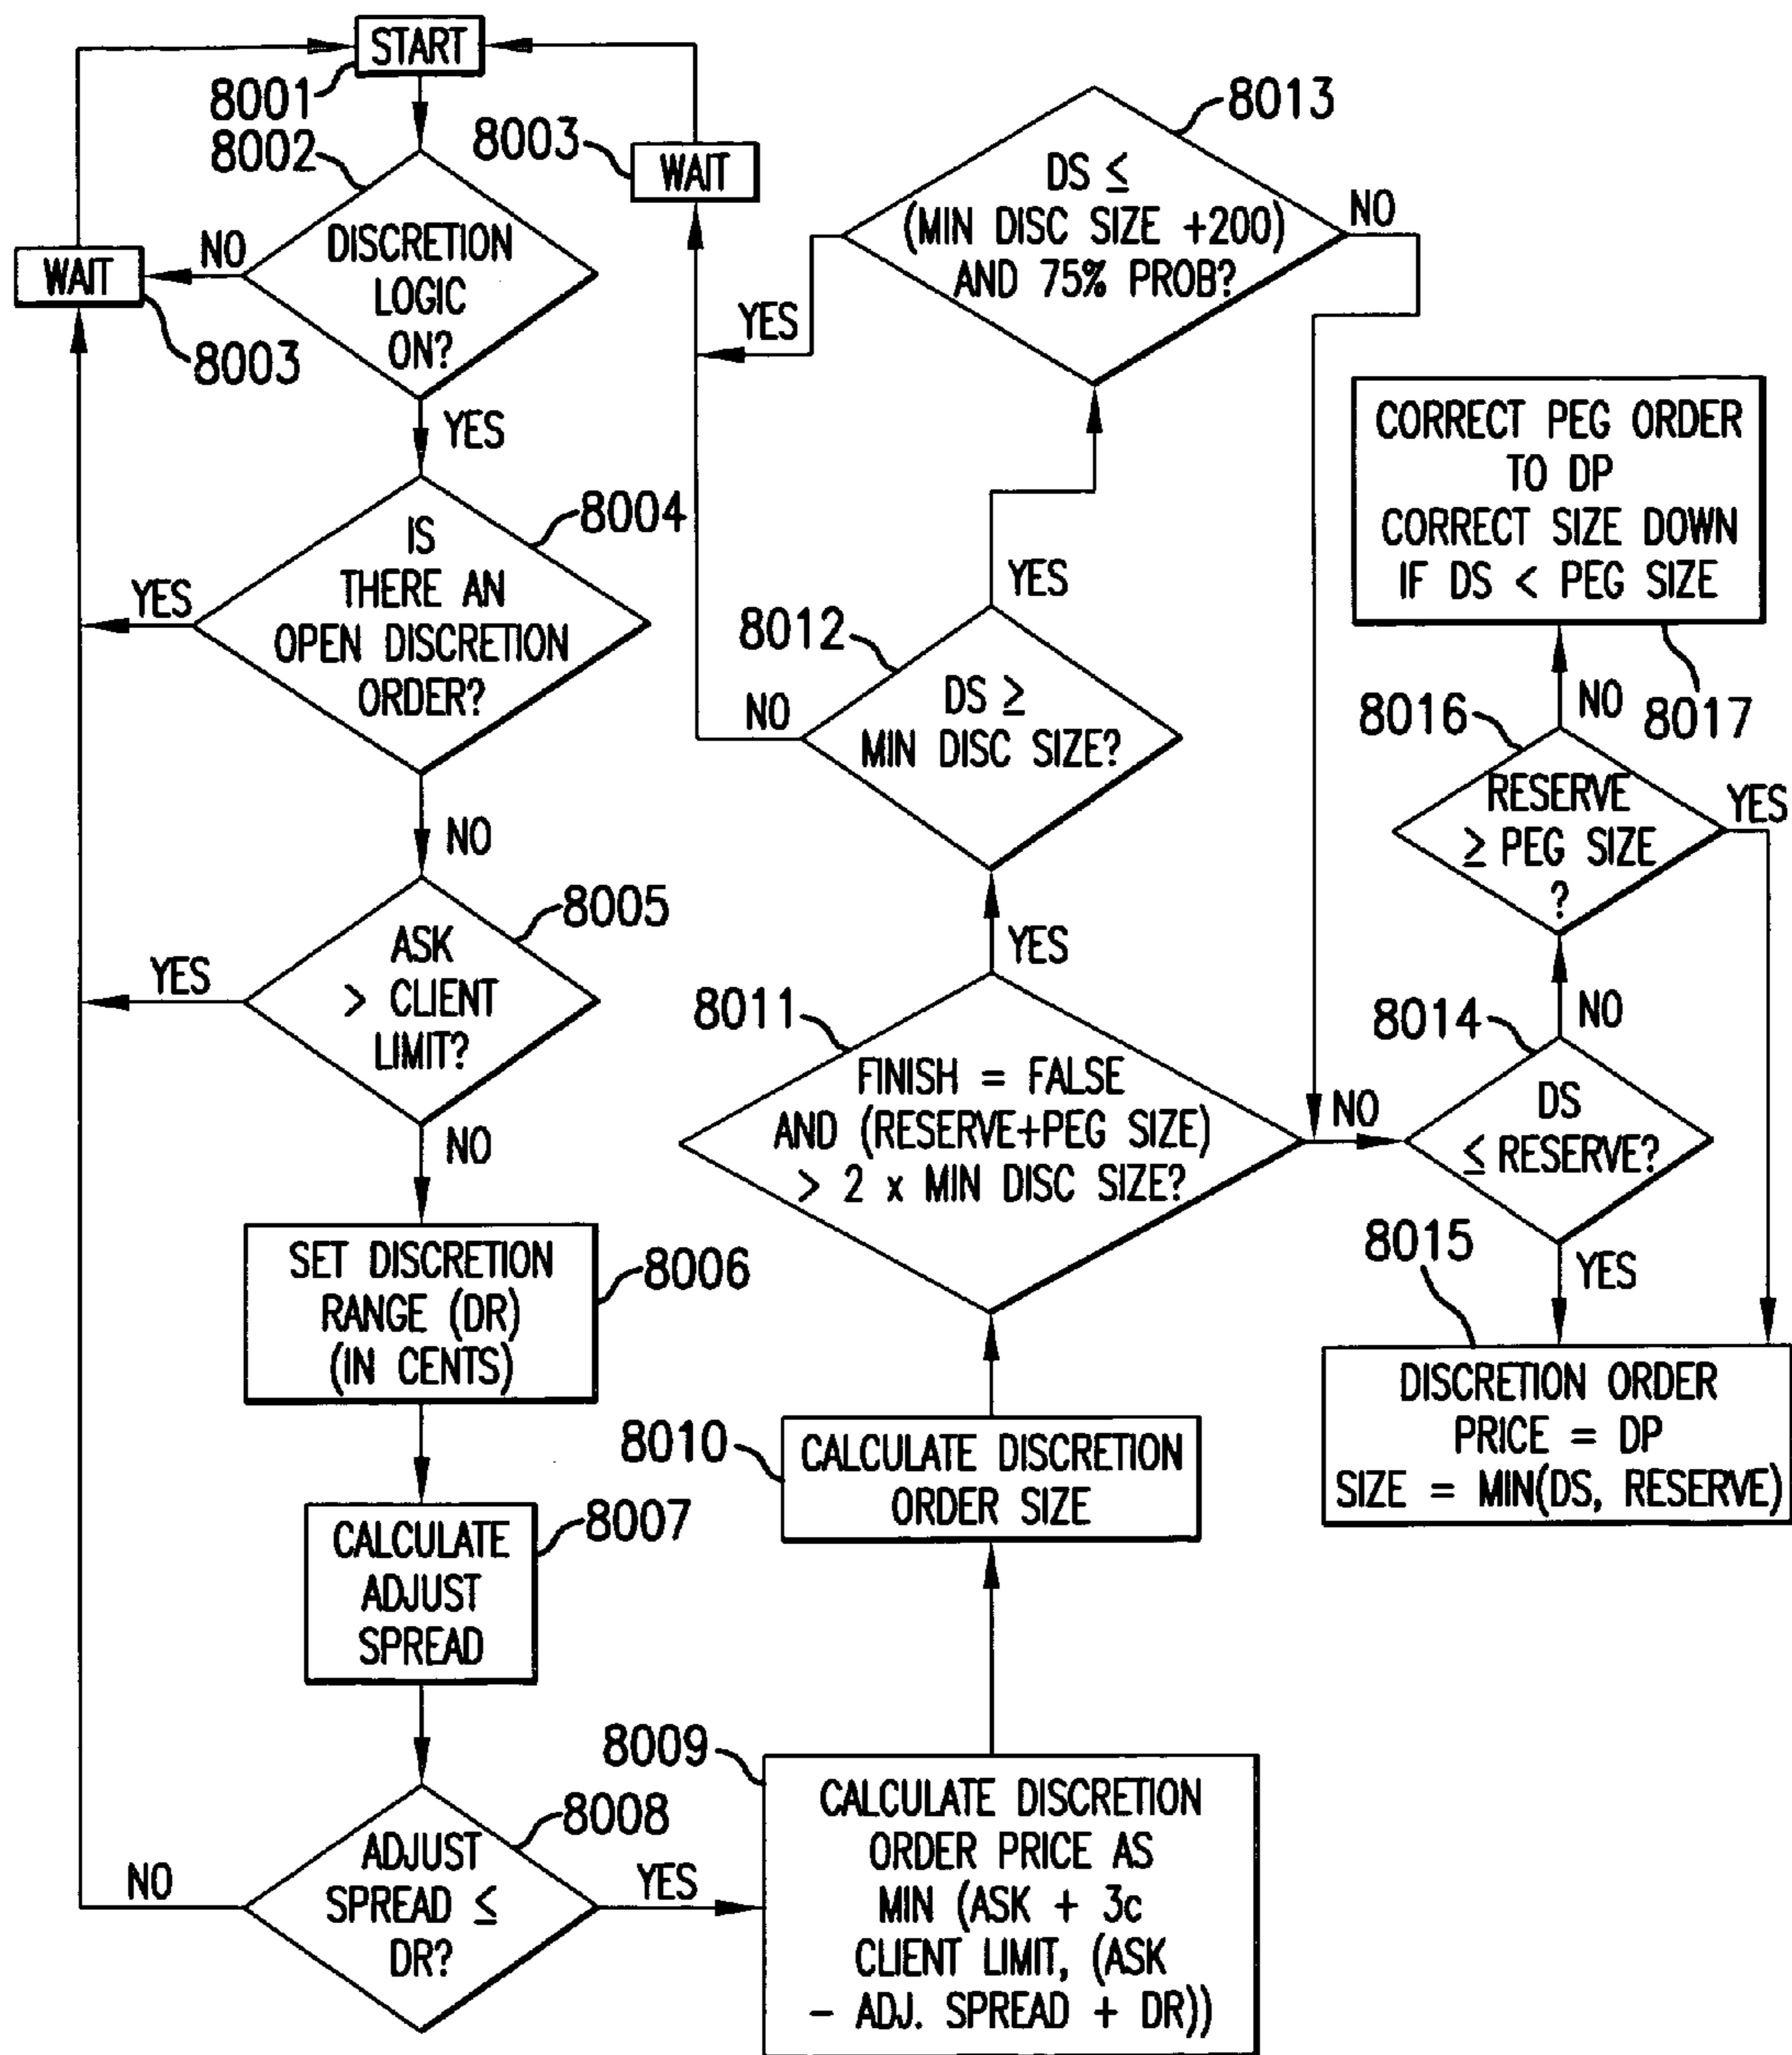 START
8001
8002
DISCRETION
LOGIC
ON?
NO
WAIT
8003
YES
IS
THERE AN
OPEN DISCRETION
ORDER?
8004
YES
NO
ASK
> CLIENT
LIMIT?
8005
YES
NO
SET DISCRETION
RANGE (DR)
(IN CENTS)
8006
CALCULATE
ADJUST
SPREAD
8007
ADJUST
SPREAD ≤
DR?
8008
NO
YES
8009
CALCULATE DISCRETION
ORDER PRICE AS
MIN (ASK + 3c
CLIENT LIMIT, (ASK
- ADJ. SPREAD + DR))
8010
CALCULATE DISCRETION
ORDER SIZE
8011
FINISH = FALSE
AND (RESERVE+PEG SIZE)
> 2 x MIN DISC SIZE?
YES
NO
8012
DS ≥
MIN DISC SIZE?
NO
YES
8013
DS ≤
(MIN DISC SIZE +200)
AND 75% PROB?
YES
NO
8003
WAIT
8014
DS
≤ RESERVE?
NO
YES
8015
DISCRETION ORDER
PRICE = DP
SIZE = MIN(DS, RESERVE)
8016
RESERVE
≥ PEG SIZE
?
YES
NO
8017
CORRECT PEG ORDER
TO DP
CORRECT SIZE DOWN
IF DS < PEG SIZE